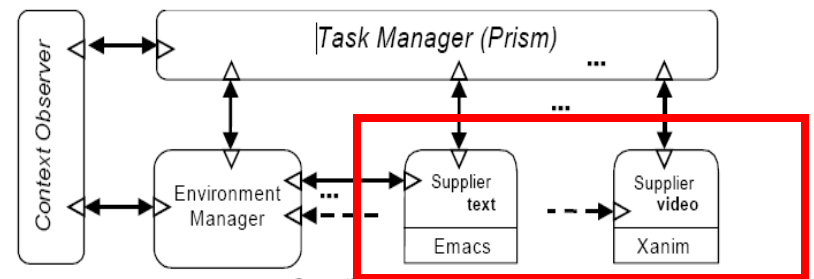 Task Manager (Prism)
...
...
Context Observer
Environment
Manager
...
Supplier
text
Emacs
Supplier
video
Xanim